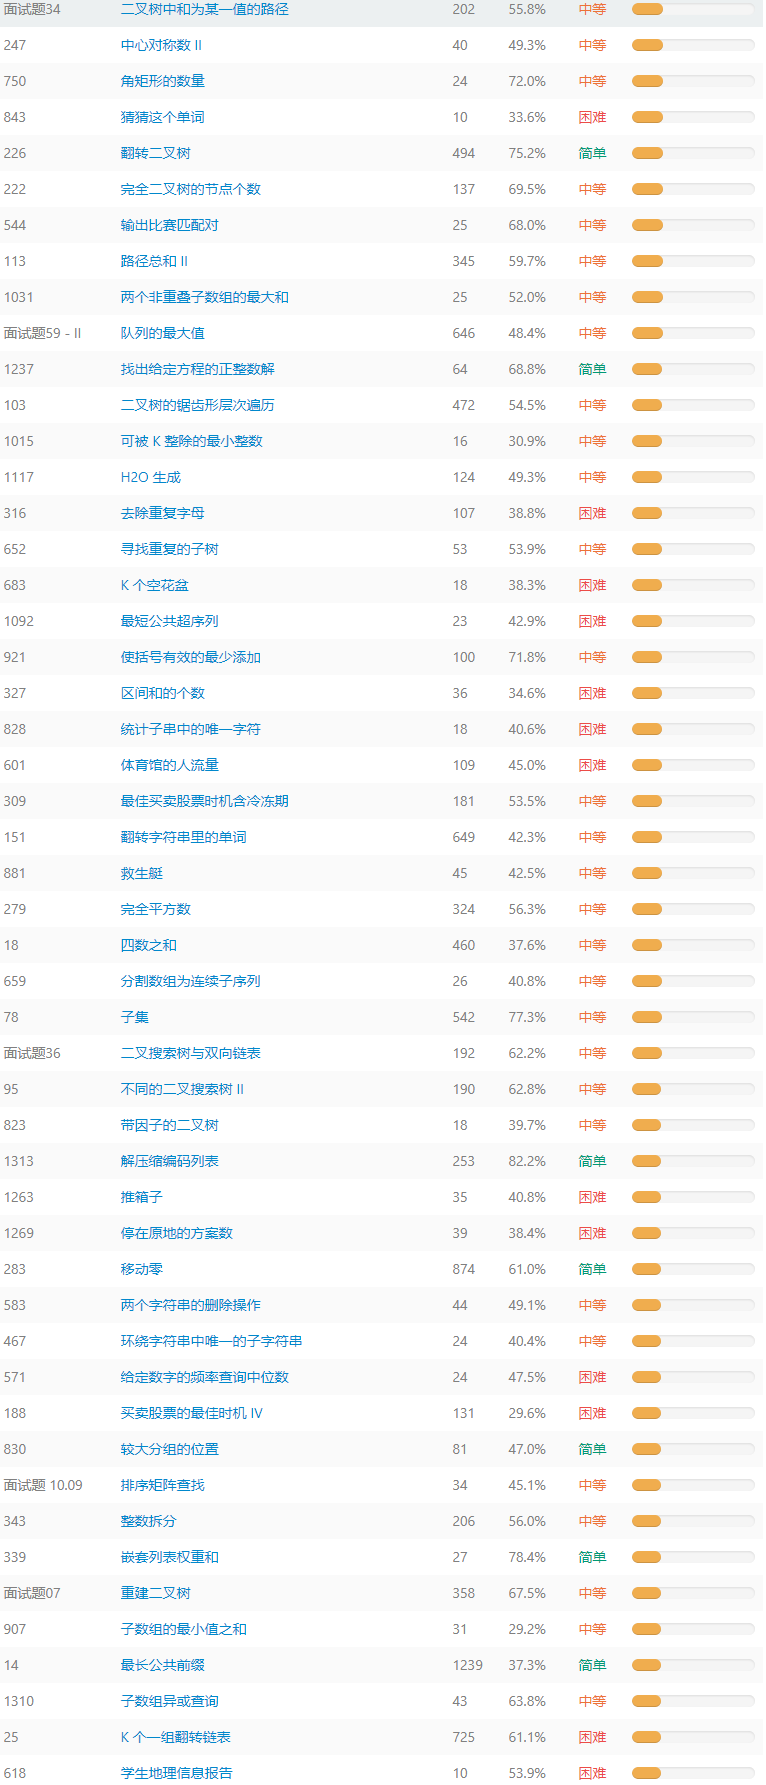 面试题34 二叉树中和为某一值的路径 202 55.8% 中等
247 中心对称数 II 40 49.3% 中等
750 角矩形的数量 24 72.0% 中等
843 猜猜这个单词 10 33.6% 困难
226 翻转二叉树 494 75.2% 简单
222 完全二叉树的节点个数 137 69.5% 中等
544 输出比赛匹配对 25 68.0% 中等
113 路径总和 II 345 59.7% 中等
1031 两个非重叠子数组的最大和 25 52.0% 中等
面试题59 - II 队列的最大值 646 48.4% 中等
1237 找出给定方程的正整数解 64 68.8% 简单
103 二叉树的锯齿形层次遍历 472 54.5% 中等
1015 可被 K 整除的最小整数 16 30.9% 中等
1117 H2O 生成 124 49.3% 中等
316 去除重复字母 107 38.8% 困难
652 寻找重复的子树 53 53.9% 中等
683 K 个空花盆 18 38.3% 困难
1092 最短公共超序列 23 42.9% 困难
921 使括号有效的最少添加 100 71.8% 中等
327 区间和的个数 36 34.6% 困难
828 统计子串中的唯一字符 18 40.6% 困难
601 体育馆的人流量 109 45.0% 困难
309 最佳买卖股票时机含冷冻期 181 53.5% 中等
151 翻转字符串里的单词 649 42.3% 中等
881 救生艇 45 42.5% 中等
279 完全平方数 324 56.3% 中等
18 四数之和 460 37.6% 中等
659 分割数组为连续子序列 26 40.8% 中等
78 子集 542 77.3% 中等
面试题36 二叉搜索树与双向链表 192 62.2% 中等
95 不同的二叉搜索树 II 190 62.8% 中等
823 带因子的二叉树 18 39.7% 中等
1313 解压缩编码列表 253 82.2% 简单
1263 推箱子 35 40.8% 困难
1269 停在原地的方案数 39 38.4% 困难
283 移动零 874 61.0% 简单
583 两个字符串的删除操作 44 49.1% 中等
467 环绕字符串中唯一的子字符串 24 40.4% 中等
571 给定数字的频率查询中位数 24 47.5% 困难
188 买卖股票的最佳时机 IV 131 29.6% 困难
830 较大分组的位置 81 47.0% 简单
面试题 10.09 排序矩阵查找 34 45.1% 中等
343 整数拆分 206 56.0% 中等
339 嵌套列表权重和 27 78.4% 简单
面试题07 重建二叉树 358 67.5% 中等
907 子数组的最小值之和 31 29.2% 中等
14 最长公共前缀 1239 37.3% 简单
1310 子数组异或查询 43 63.8% 中等
25 K 个一组翻转链表 725 61.1% 困难
618 学生地理信息报告 10 53.9% 困难